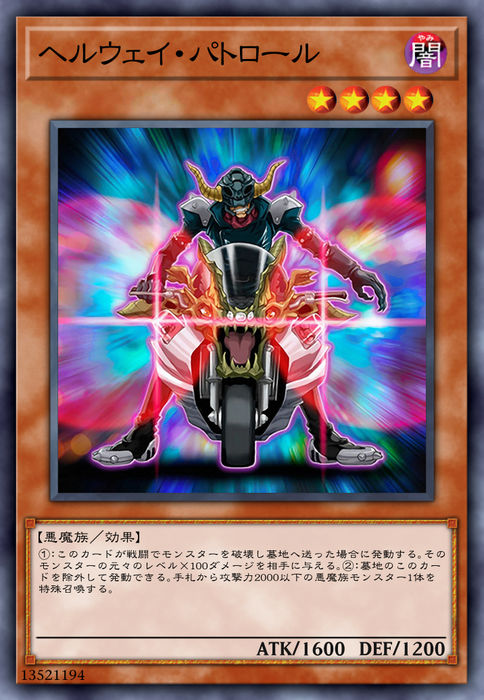 ヘルウェイ・パトロール
やみ
闇
【悪魔族／効果】
①:このカードが戦闘でモンスターを破壊し墓地へ送った場合に発動する。その
モンスターの元々のレベル×100ダメージを相手に与える。②:墓地のこのカー
ドを除外して発動できる。手札から攻撃力2000以下の悪魔族モンスター1体を
特殊召喚する。
ATK/1600 DEF/1200
13521194